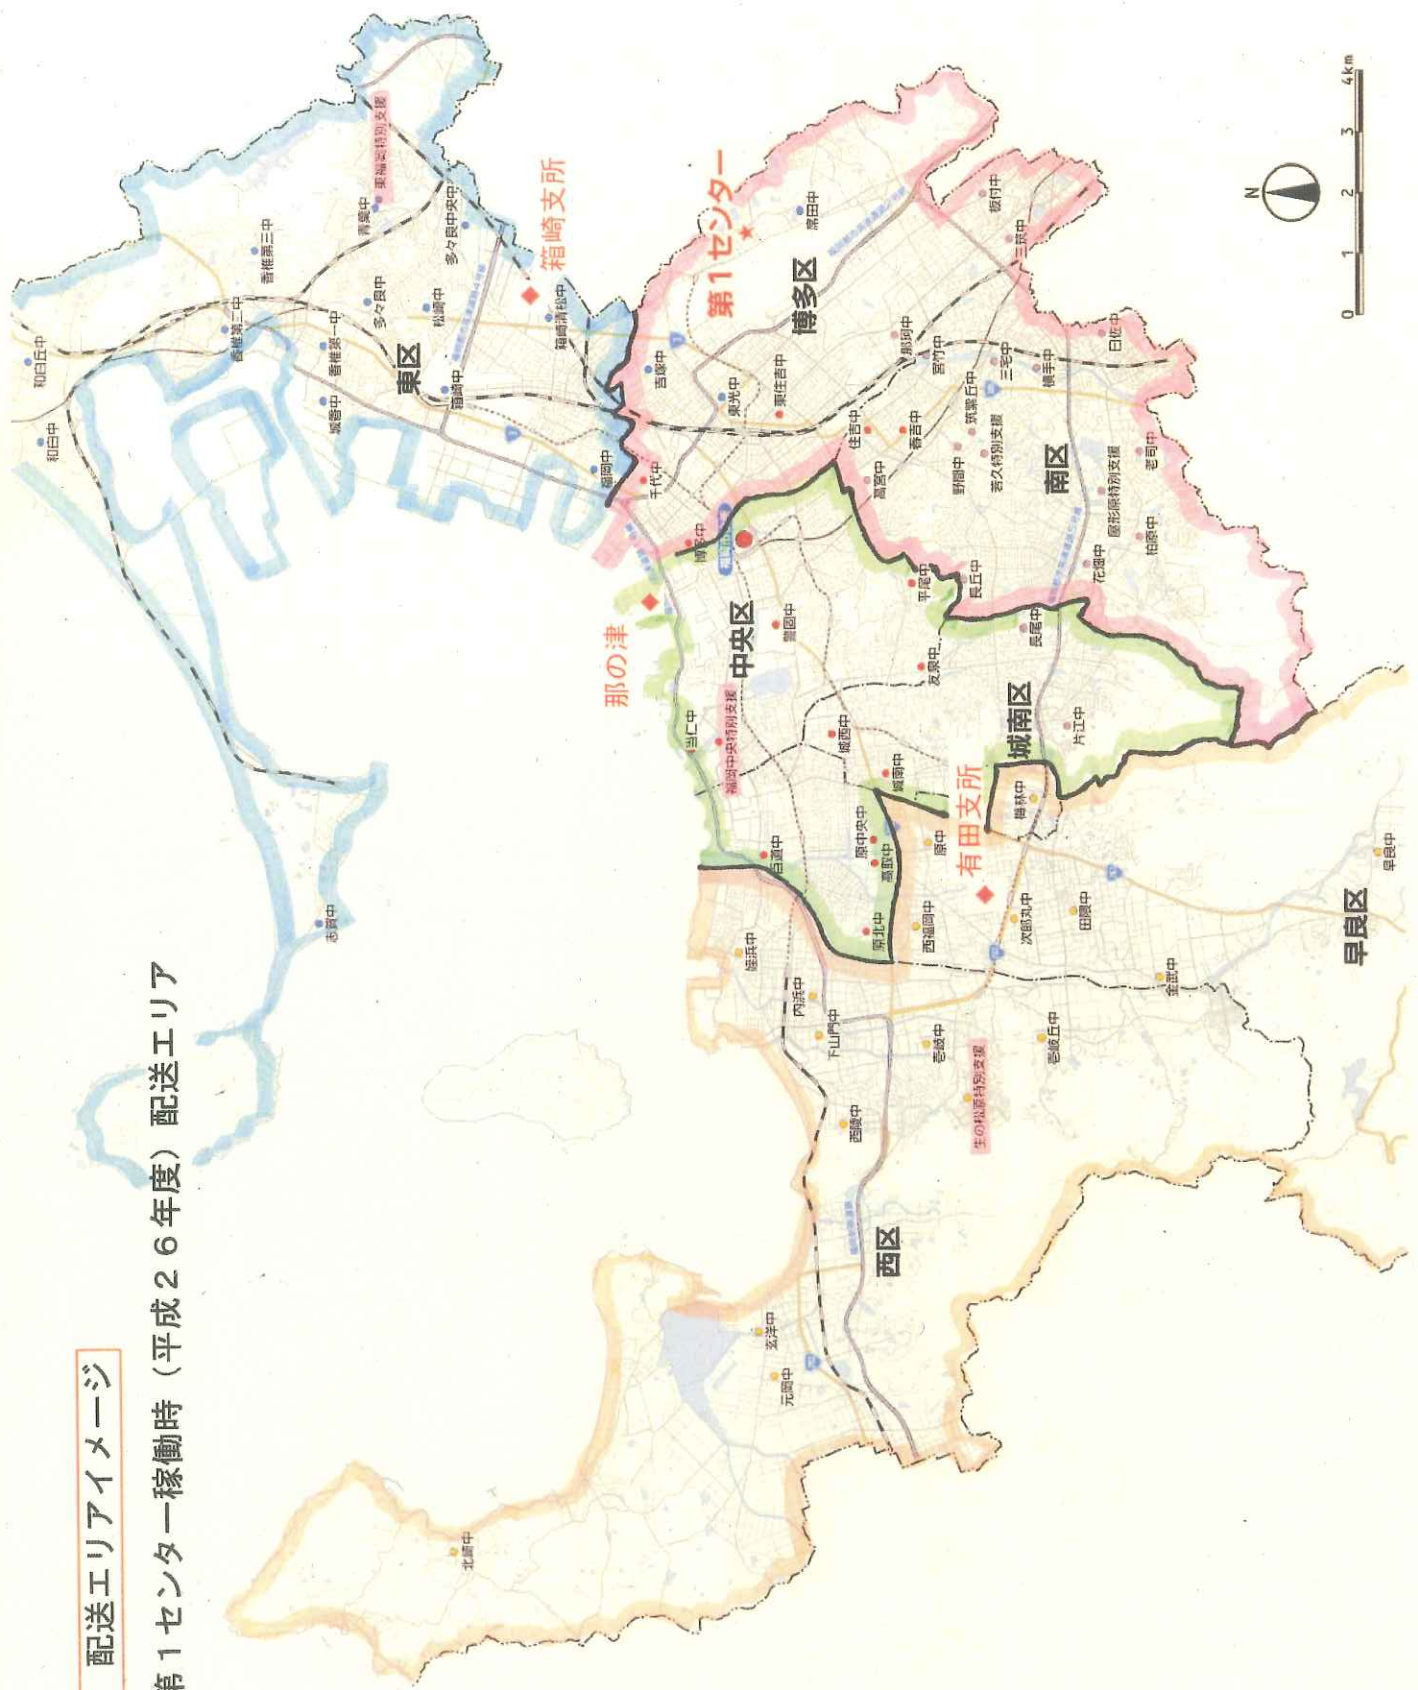 配送エリアイメージ
第1センター稼働時（平成26年度）配送エリア
和白丘中
和白中
香椎第三中
香椎第二中
香椎第一中
城香中
青葉中
東福岡特別支援
多々良中央中
多々良中
松崎中
東区
箱崎中
箱崎支所
箱崎清松中
福岡中
志賀中
第1センター
吉塚中
席田中
博多区
東光中
東住吉中
千代中
博多中
那珂中
板付中
三筑中
宮竹中
三宅中
横手中
日佐中
住吉中
春吉中
筑紫丘中
若久特別支援
野間中
高宮中
南区
老司中
屋形原特別支援
柏原中
花畑中
長丘中
平尾中
那の津
中央区
警固中
福岡中央特別支援
当仁中
友泉中
長尾中
城南区
片江中
城西中
城南中
梅林中
百道中
原中央中
高取中
原北中
原中
有田支所
西福岡中
次郎丸中
田隈中
早良中
早良区
金武中
姪浜中
内浜中
下山門中
壱岐中
壱岐丘中
生の松原特別支援
西陵中
西区
玄洋中
元岡中
北崎中
N
0 1 2 3 4km